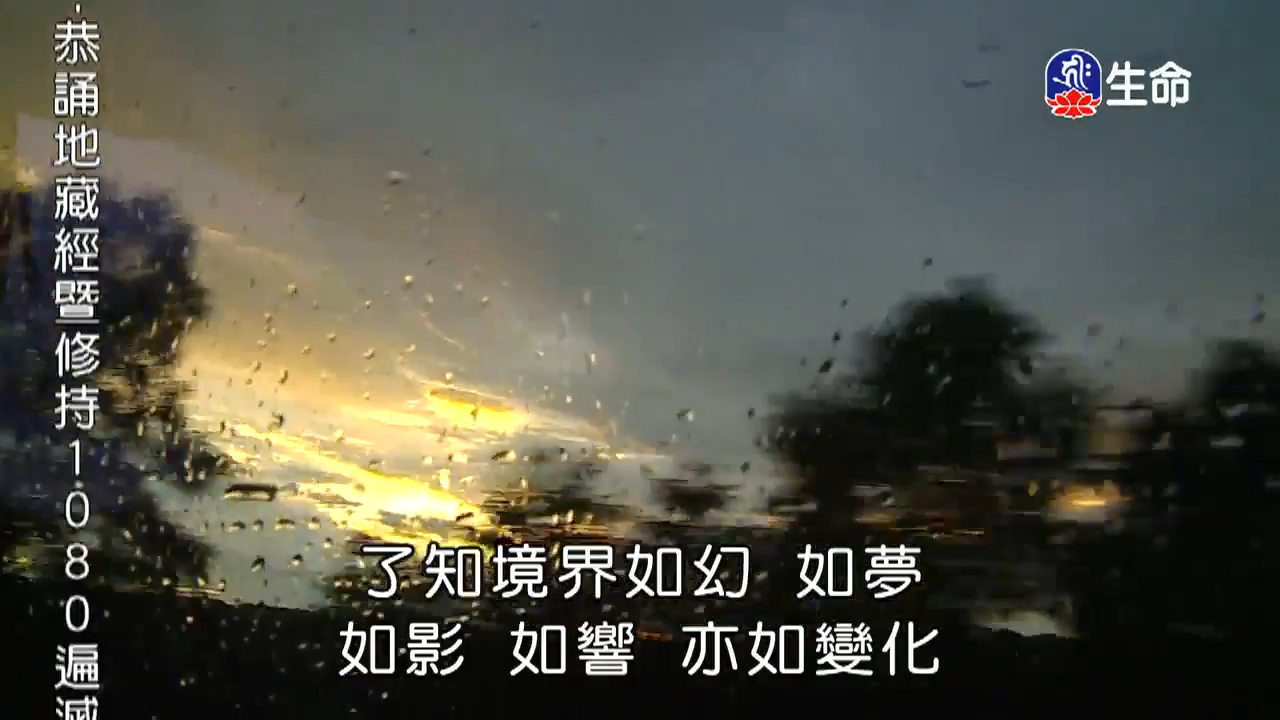 恭誦地藏經暨修持1080遍滅
生命
了知境界如幻 如夢
如影 如響 亦如變化